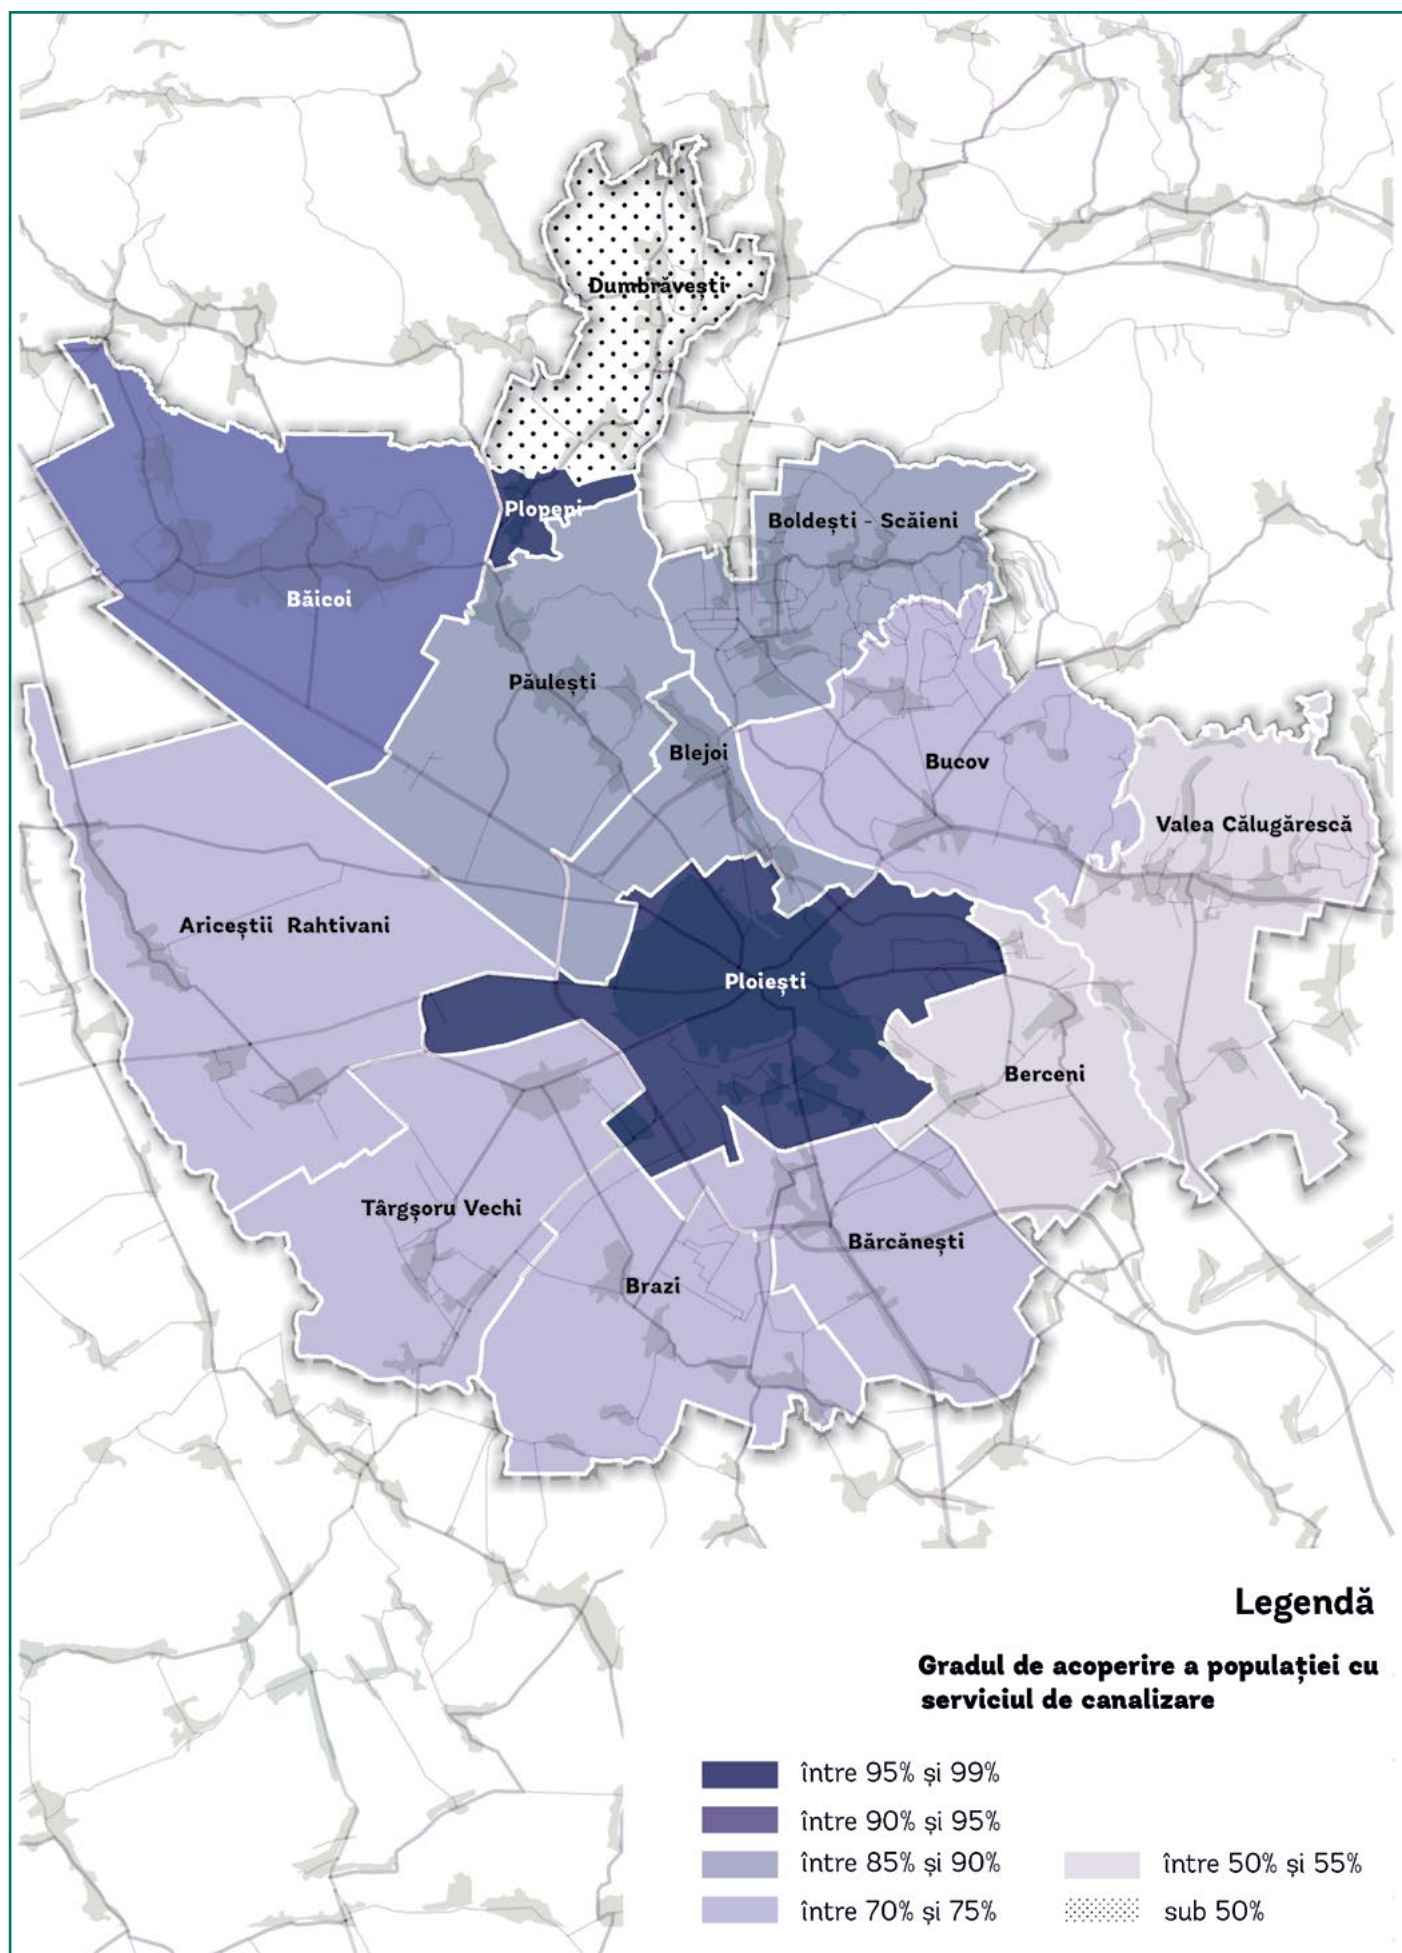 Dumbrăvești
Plopeni
Boldești - Scăieni
Băicoi
Păulești
Blejoi
Bucov
Valea Călugărescă
Ariceștii Rahtivani
Ploiești
Berceni
Târgșoru Vechi
Bărcănești
Brazi
Legendă
Gradul de acoperire a populației cu
serviciul de canalizare
între 95% și 99%
între 90% și 95%
între 85% și 90%
între 70% și 75%
între 50% și 55%
sub 50%